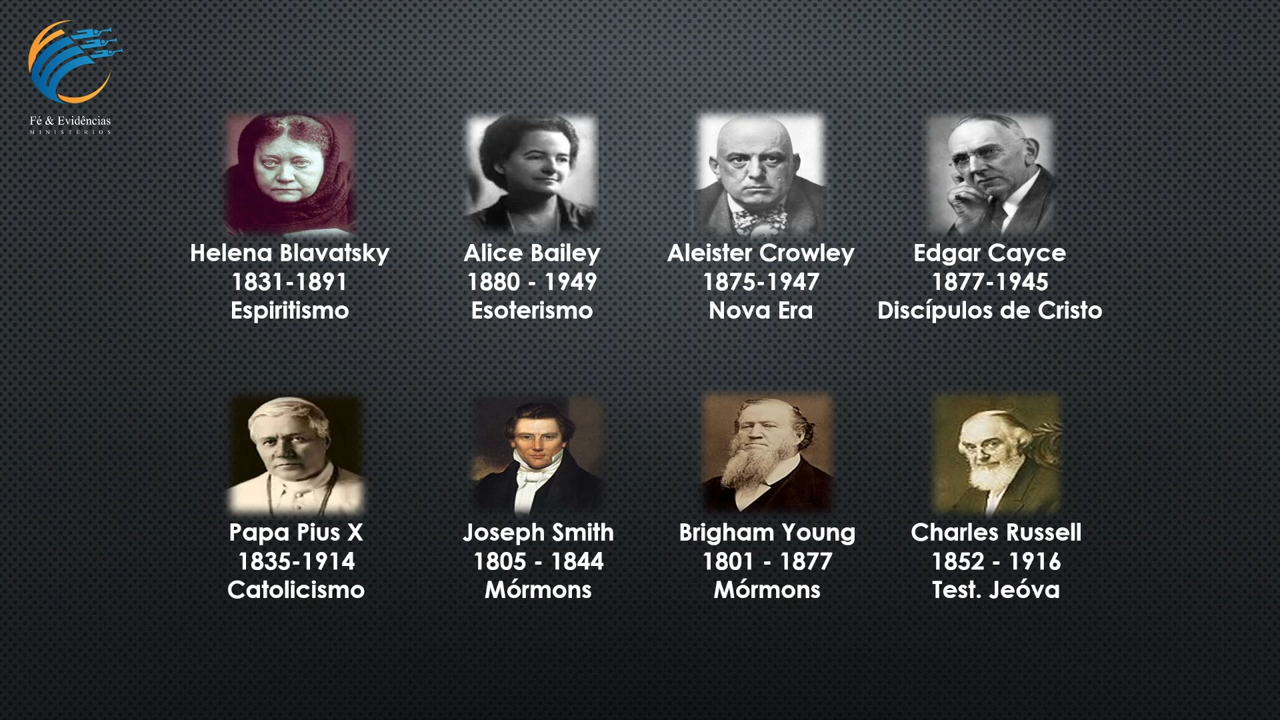 Fé & Evidências
MINISTÉRIOS
Helena Blavatsky
1831-1891
Espiritismo
Alice Bailey
1880 - 1949
Esoterismo
Aleister Crowley
1875-1947
Nova Era
Edgar Cayce
1877-1945
Discípulos de Cristo
Papa Pius X
1835-1914
Catolicismo
Joseph Smith
1805 - 1844
Mórmons
Brigham Young
1801 - 1877
Mórmons
Charles Russell
1852 - 1916
Test. Jeóva